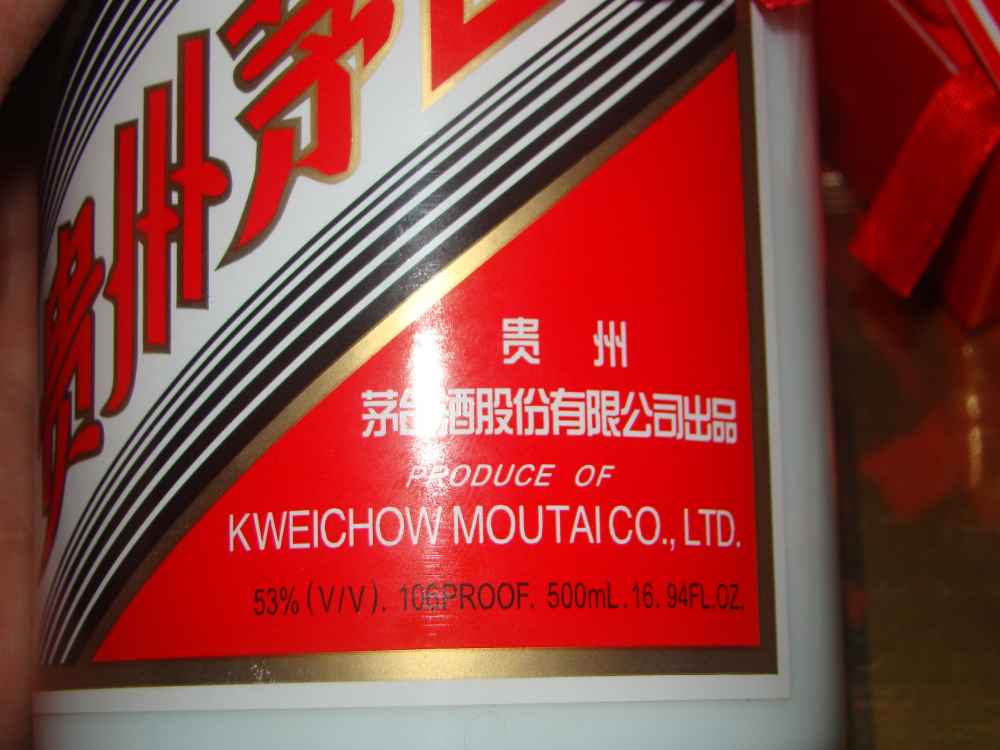 贵州茅
贵州
茅台酒股份有限公司出品
PRODUCE OF
KWEICHOW MOUTAI CO., LTD.
53% (V/V). 106PROOF. 500mL.16.94FL.OZ.